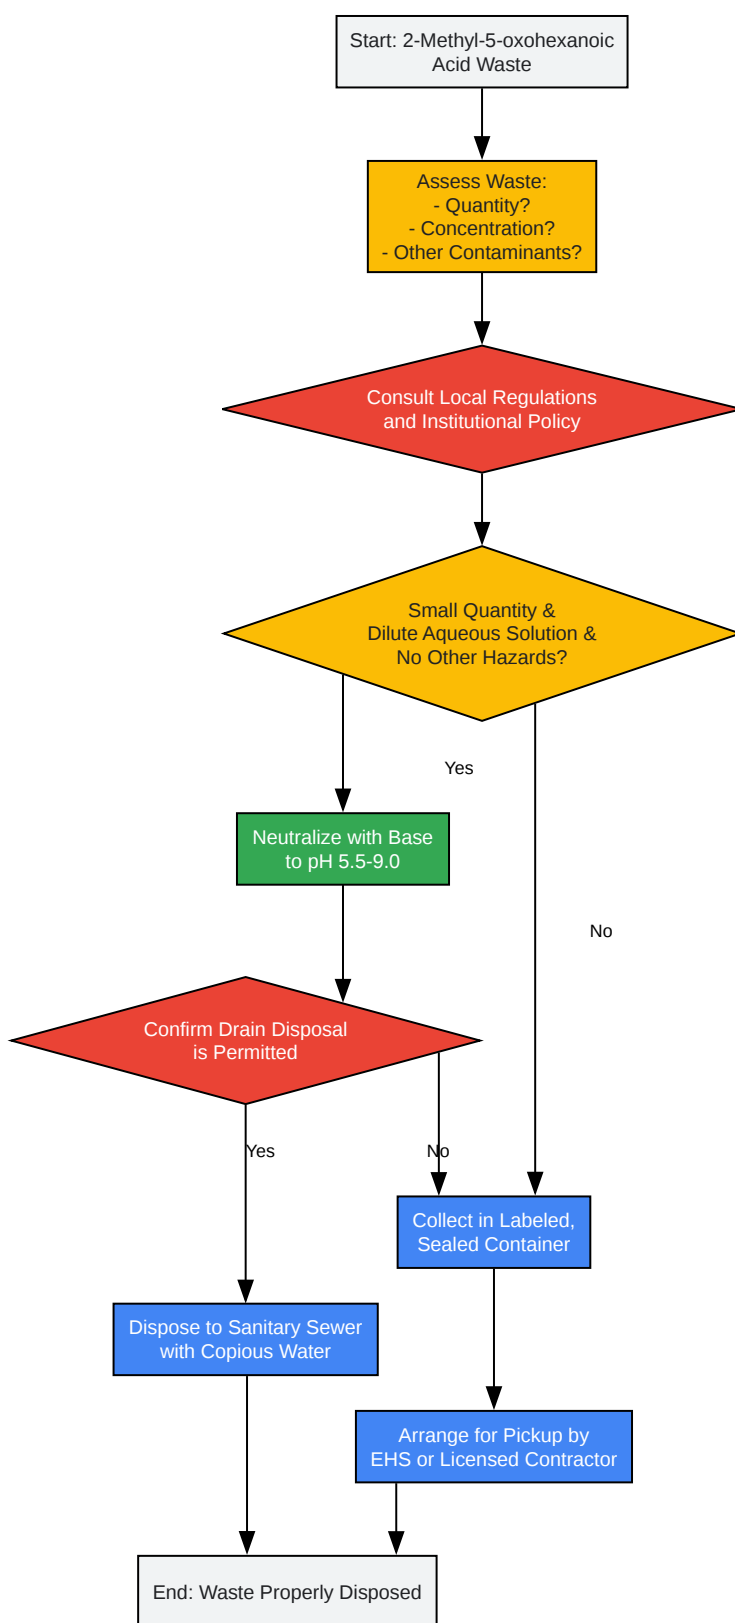 Start: 2-Methyl-5-oxohexanoic
Acid Waste
Assess Waste:
- Quantity?
- Concentration?
- Other Contaminants?
Consult Local Regulations
and Institutional Policy
Small Quantity &
Dilute Aqueous Solution &
No Other Hazards?
Yes
Neutralize with Base
to pH 5.5-9.0
No
Confirm Drain Disposal
is Permitted
Yes
No
Collect in Labeled,
Sealed Container
Dispose to Sanitary Sewer
with Copious Water
Arrange for Pickup by
EHS or Licensed Contractor
End: Waste Properly Disposed